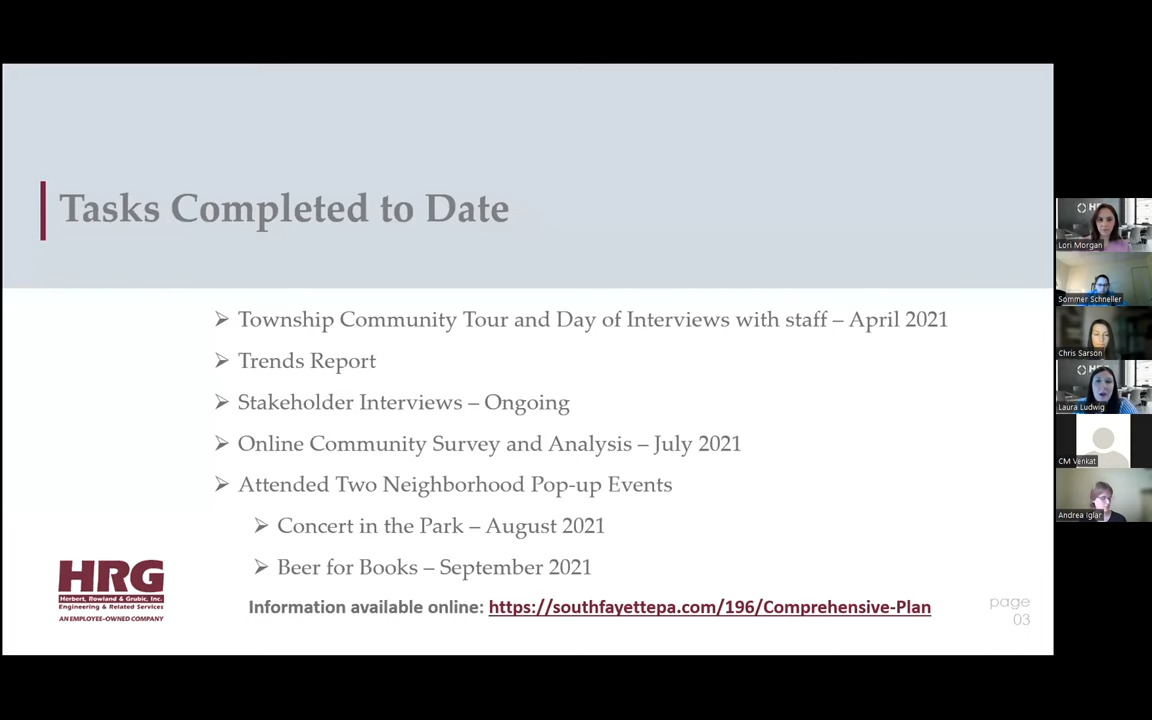 Tasks Completed to Date
➢ Township Community Tour and Day of Interviews with staff – April 2021
➢ Trends Report
➢ Stakeholder Interviews – Ongoing
➢ Online Community Survey and Analysis – July 2021
➢ Attended Two Neighborhood Pop-up Events
➢ Concert in the Park – August 2021
➢ Beer for Books – September 2021
Information available online: https://southfayettepa.com/196/Comprehensive-Plan
HRG
Herbert, Rowland & Grubic, Inc.
Engineering & Related Services
AN EMPLOYEE-OWNED COMPANY
page
03
Lori Morgan
Sommer Schneller
Chris Sarson
Laura Ludwig
CM Venkat
Andrea Iglar